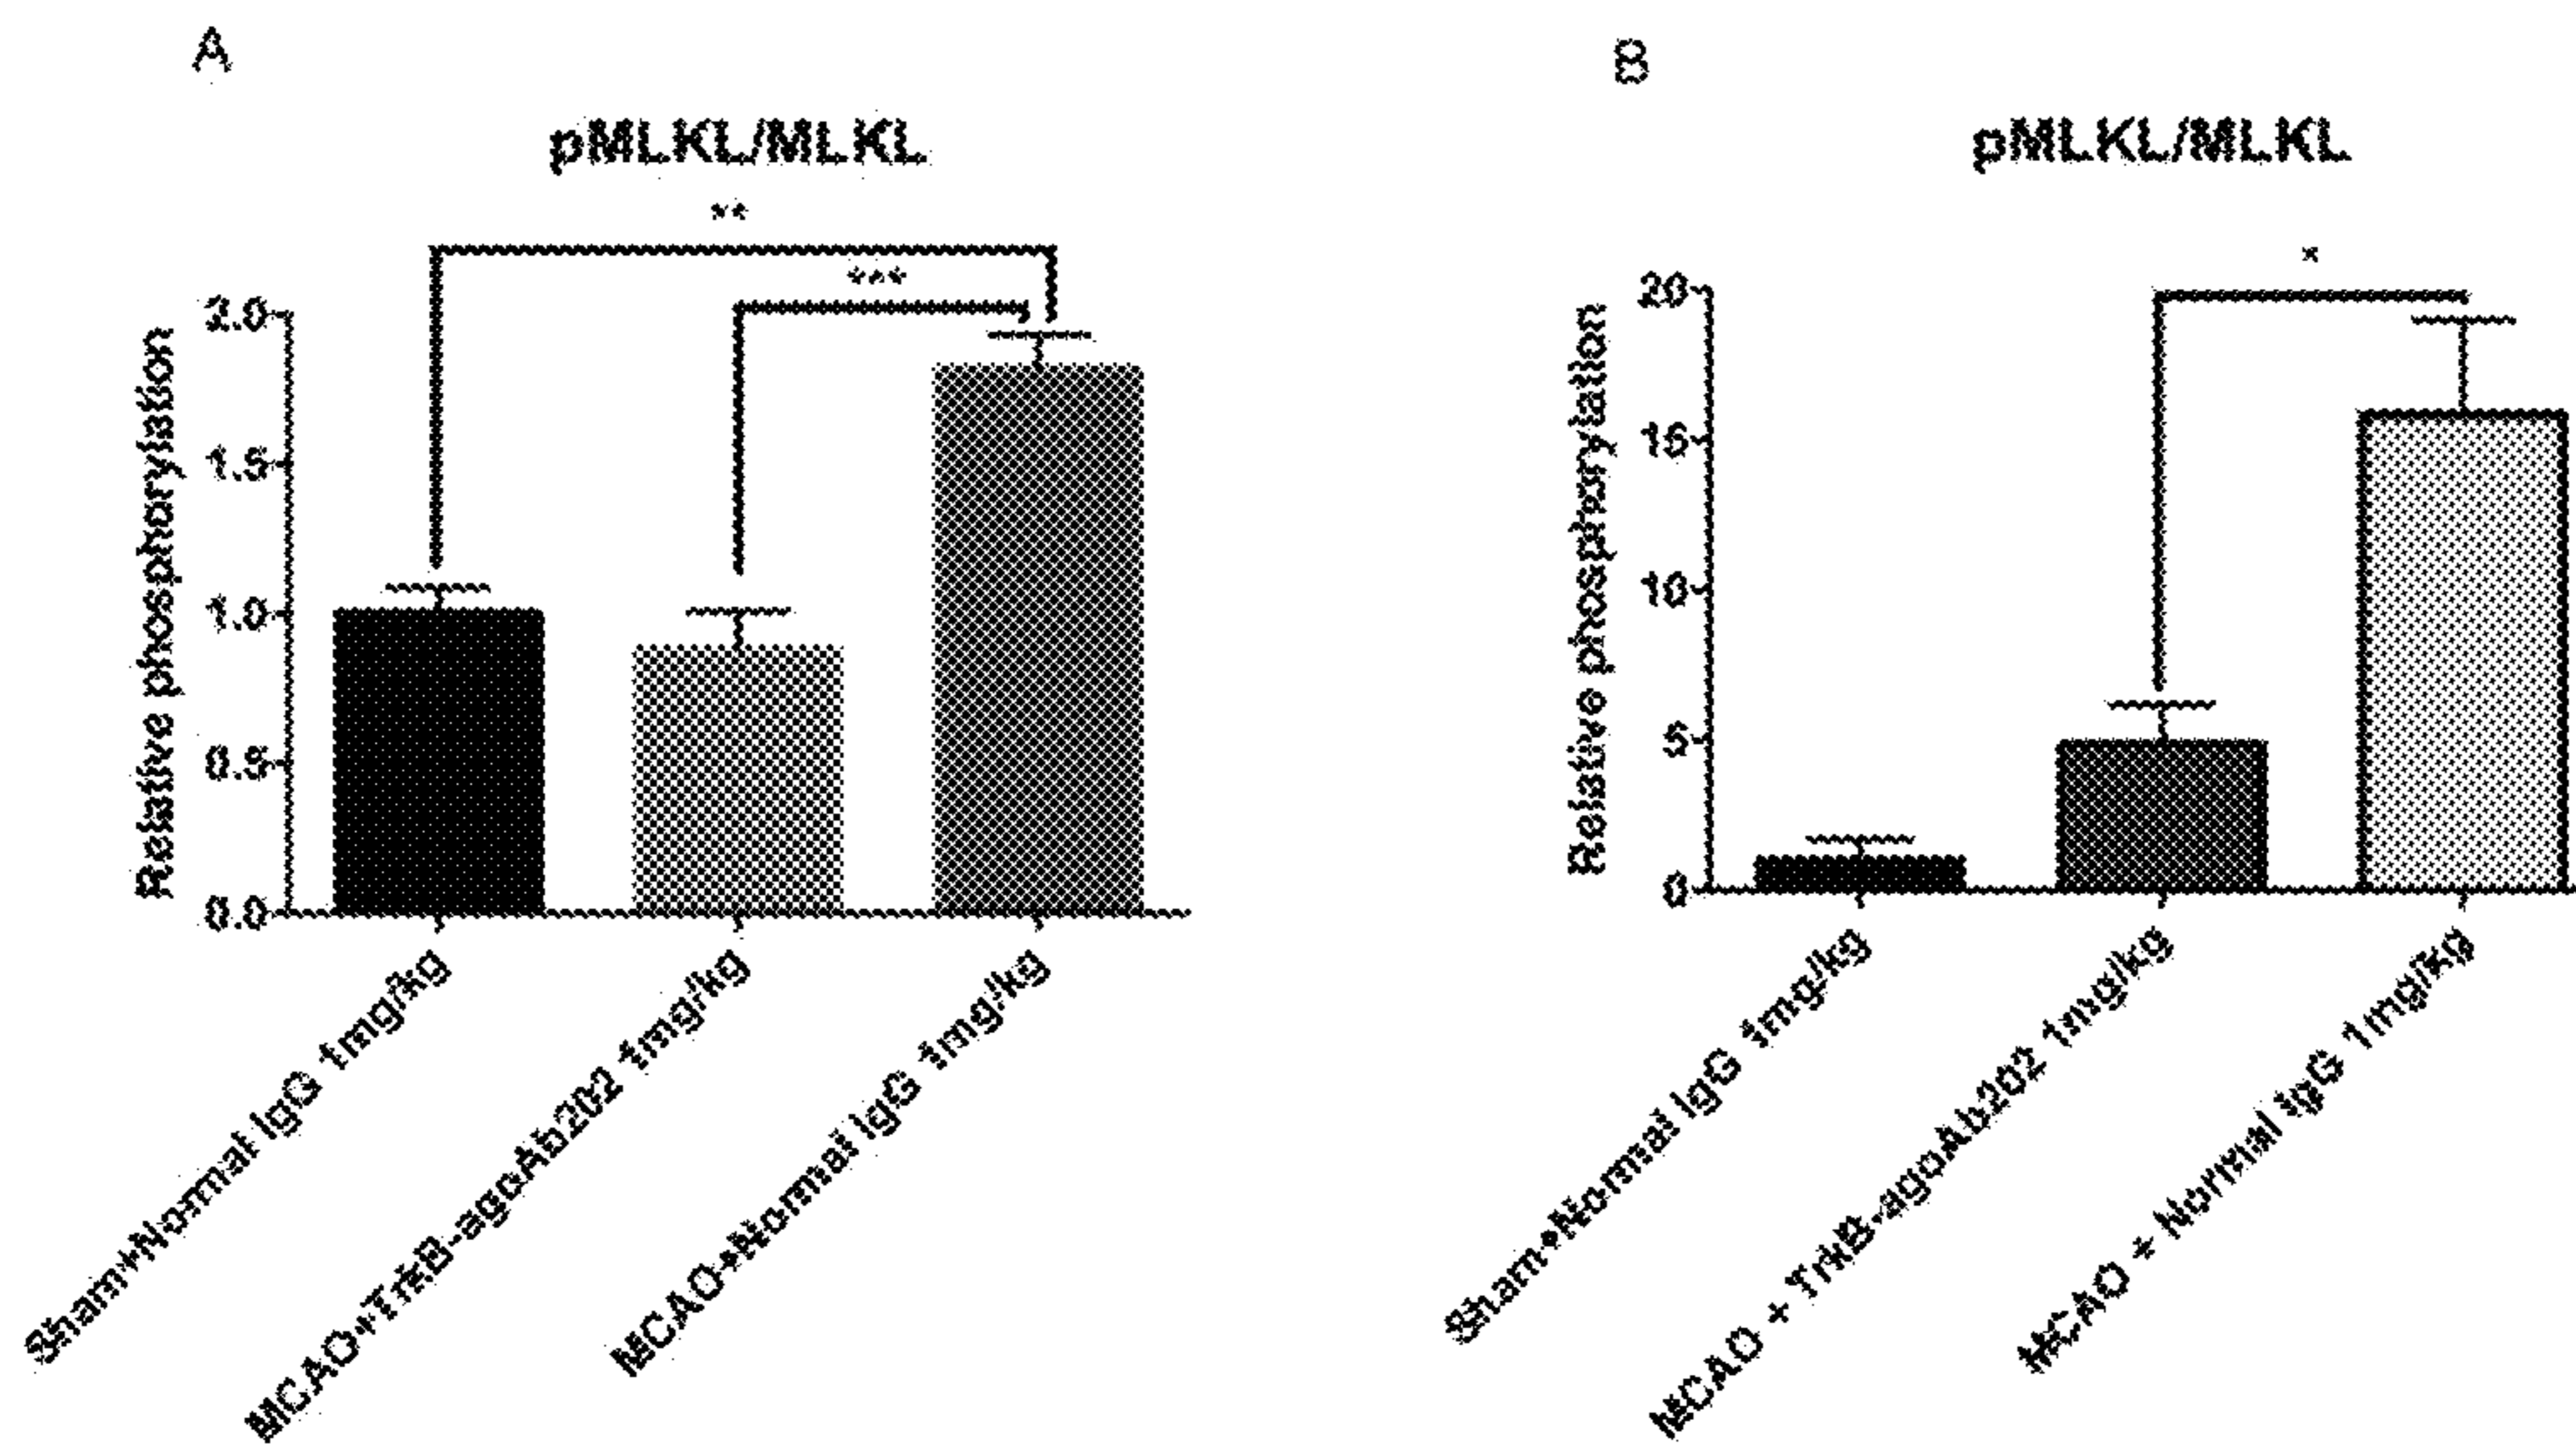 A
pMLKL/MLKL
**
***
Relative phosphorylation
2.0
1.5
1.0
0.5
0.0
Sham+Normal IgG 1mg/kg
MCAO+TrkB-agoAb202 1mg/kg
MCAO+Normal IgG 1mg/kg
B
pMLKL/MLKL
*
Relative phosphorylation
20
15
10
5
0
Sham+Normal IgG 1mg/kg
MCAO + TrkB-agoAb202 1mg/kg
MCAO + Normal IgG 1mg/kg